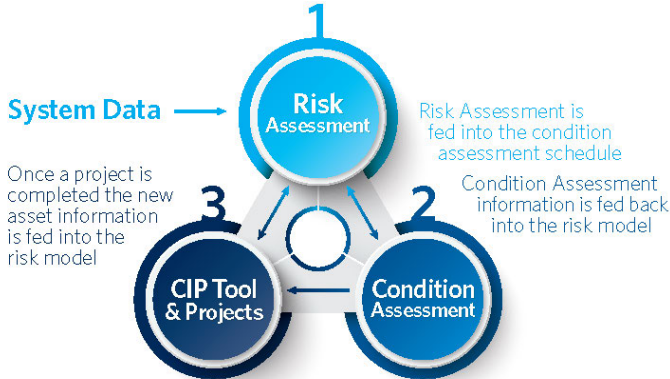 1
Risk
Assessment
System Data
Risk Assessment is
fed into the condition
assessment schedule
Once a project is
completed the new
asset information
is fed into the
risk model
3
2
Condition Assessment
information is fed back
into the risk model
CIP Tool
& Projects
Condition
Assessment